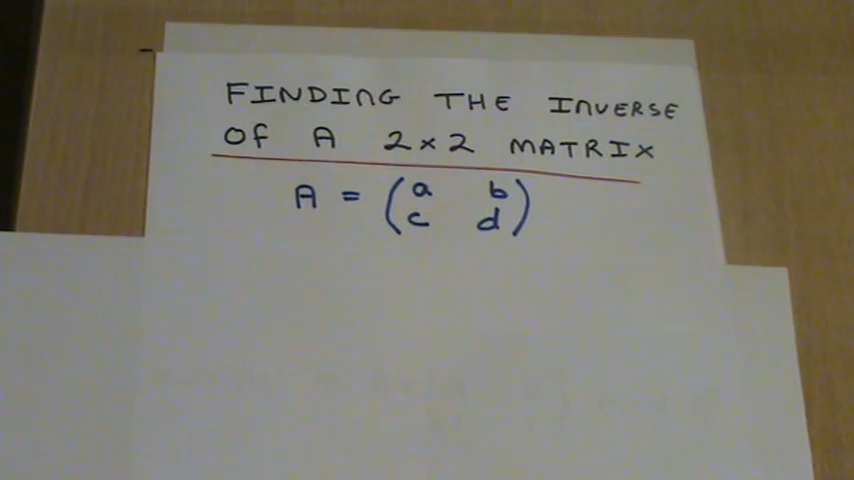 FINDING THE INVERSE
OF A 2×2 MATRIX
A = (a b
c d)